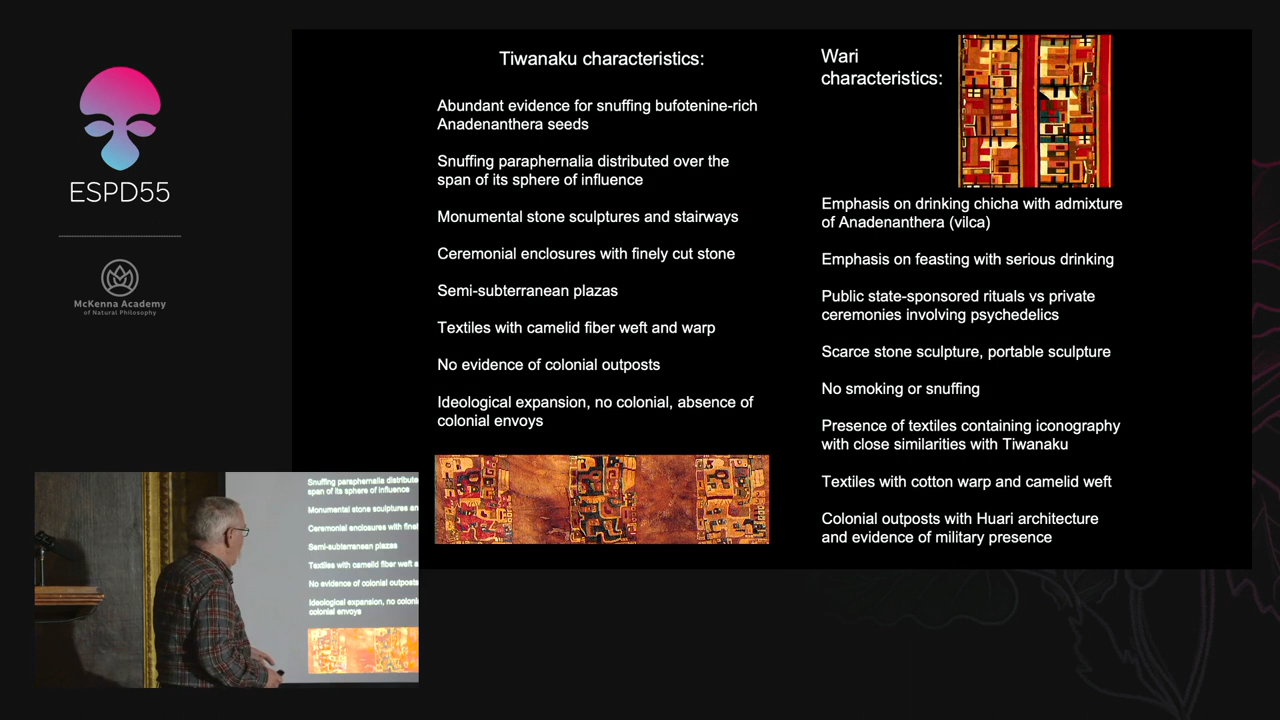 ESPD55
McKenna Academy
of Natural Philosophy
Tiwanaku characteristics:
Abundant evidence for snuffing bufotenine-rich
Anadenanthera seeds
Snuffing paraphernalia distributed over the
span of its sphere of influence
Monumental stone sculptures and stairways
Ceremonial enclosures with finely cut stone
Semi-subterranean plazas
Textiles with camelid fiber weft and warp
No evidence of colonial outposts
Ideological expansion, no colonial, absence of
colonial envoys
Wari
characteristics:
Emphasis on drinking chicha with admixture
of Anadenanthera (vilca)
Emphasis on feasting with serious drinking
Public state-sponsored rituals vs private
ceremonies involving psychedelics
Scarce stone sculpture, portable sculpture
No smoking or snuffing
Presence of textiles containing iconography
with close similarities with Tiwanaku
Textiles with cotton warp and camelid weft
Colonial outposts with Huari architecture
and evidence of military presence
Snuffing paraphernalia distribute
span of its sphere of influence
Monumental stone sculptures an
Ceremonial enclosures with finel
Semi-subterranean plazas
Textiles with camelid fiber weft a
No evidence of colonial outposts
Ideological expansion, no coloni
colonial envoys